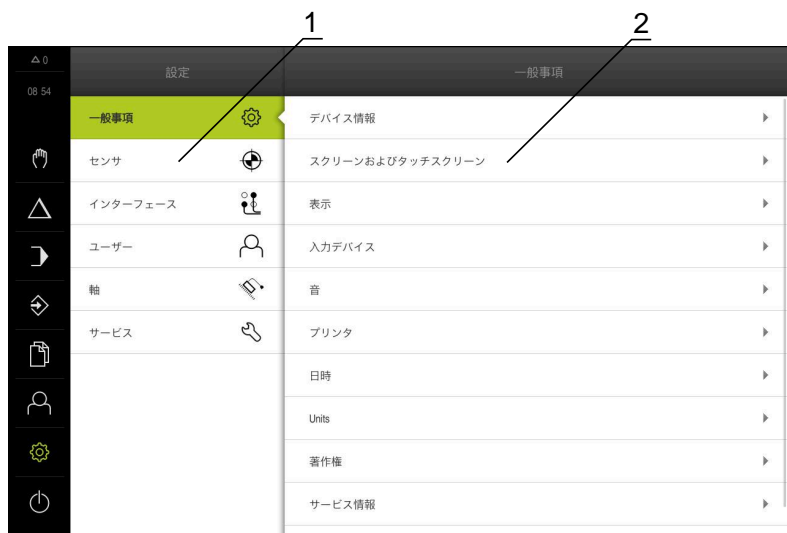 1
2
△ 0
設定
一般事項
08 54
一般事項
デバイス情報
センサ
スクリーンおよびタッチスクリーン
インターフェース
表示
ユーザー
入力デバイス
軸
音
サービス
プリンタ
日時
Units
著作権
サービス情報